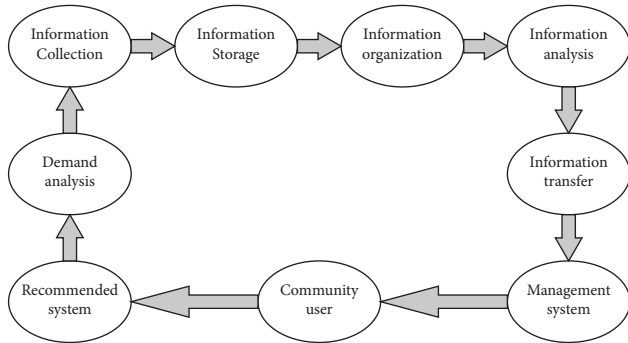 Information
Collection
Information
Storage
Information
organization
Information
analysis
Demand
analysis
Information
transfer
Recommended
system
Community
user
Management
system